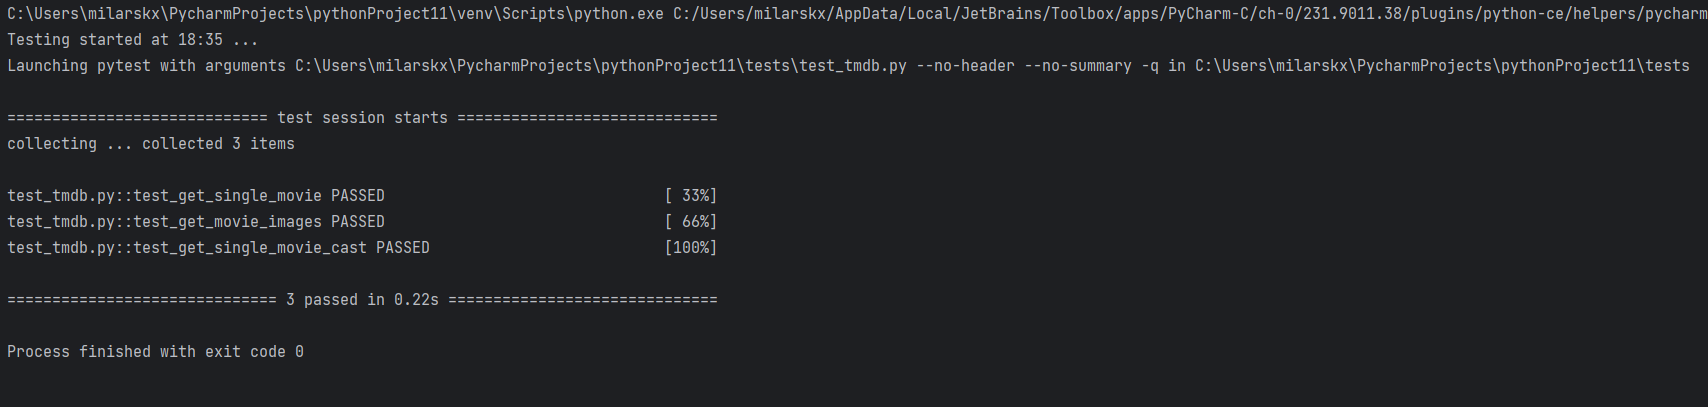 C:\Users\milarskx\PycharmProjects\pythonProject11\venv\Scripts\python.exe C:/Users/milarskx/AppData/Local/JetBrains/Toolbox/apps/PyCharm-C/ch-0/231.9011.38/plugins/python-ce/helpers/pycharm
Testing started at 18:35 ...
Launching pytest with arguments C:\Users\milarskx\PycharmProjects\pythonProject11\tests\test_tmdb.py --no-header --no-summary -q in C:\Users\milarskx\PycharmProjects\pythonProject11\tests
============================= test session starts =============================
collecting ... collected 3 items
test_tmdb.py::test_get_single_movie PASSED [ 33%]
test_tmdb.py::test_get_movie_images PASSED [ 66%]
test_tmdb.py::test_get_single_movie_cast PASSED [100%]
============================== 3 passed in 0.22s ==============================
Process finished with exit code 0